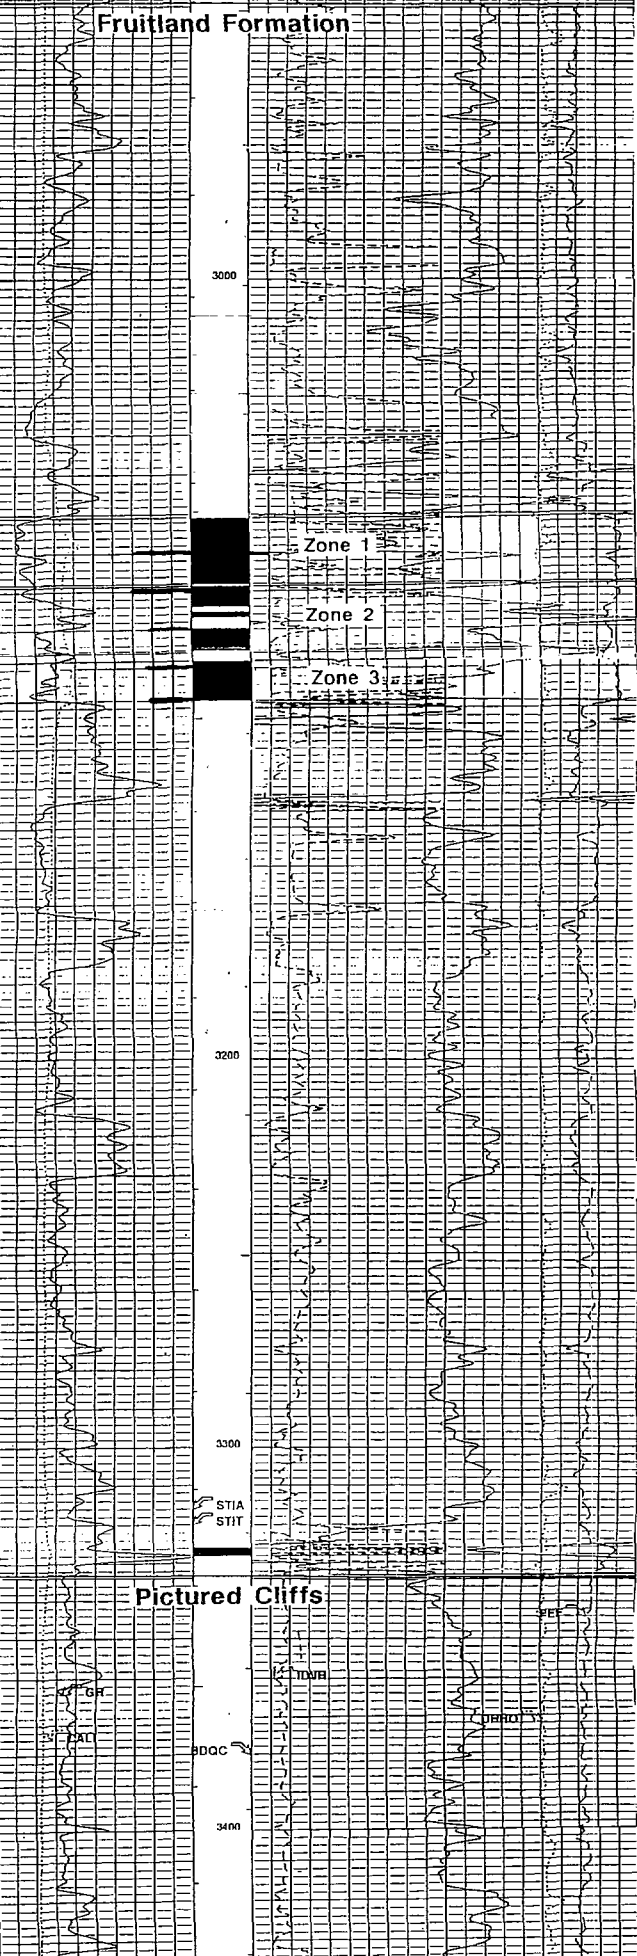 Fruitland Formation
3000
Zone 1
Zone 2
Zone 3
3200
3300
STIA
STIT
Pictured Cliffs
PEF
IDVH
GR
CALI
BDQC
3400